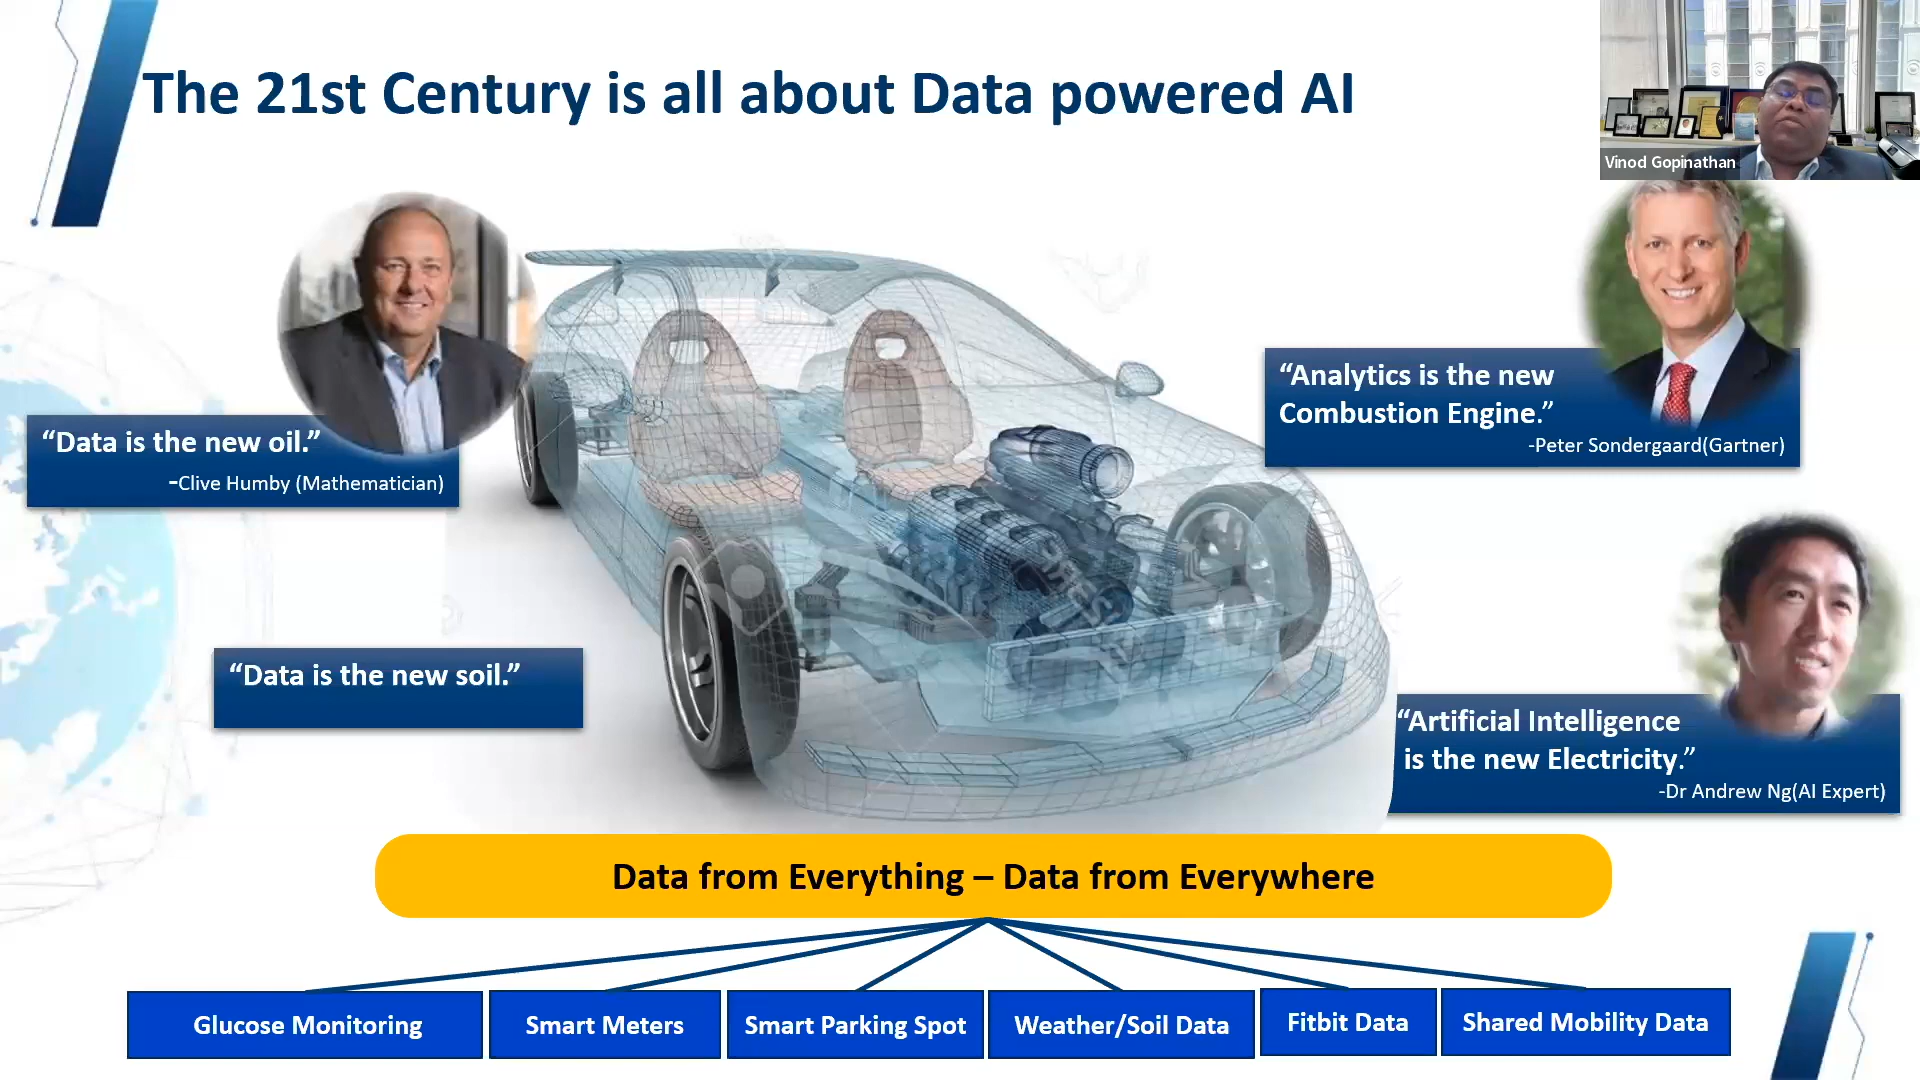 The 21st Century is all about Data powered AI
Vinod Gopinathan
“Data is the new oil.”
-Clive Humby (Mathematician)
“Analytics is the new
Combustion Engine.”
-Peter Sondergaard(Gartner)
“Data is the new soil.”
“Artificial Intelligence
is the new Electricity.”
-Dr Andrew Ng(AI Expert)
Data from Everything – Data from Everywhere
Glucose Monitoring
Smart Meters
Smart Parking Spot
Weather/Soil Data
Fitbit Data
Shared Mobility Data